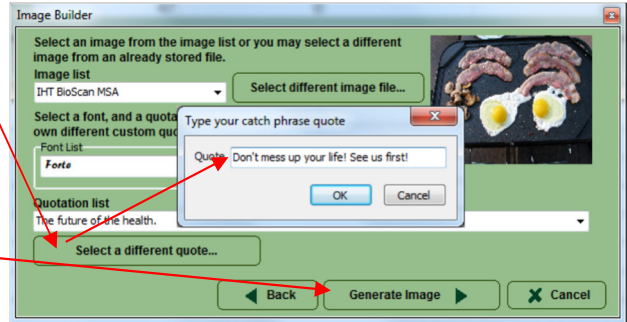 Image Builder
Select an image from the image list or you may select a different
image from an already stored file.
Image list
IHT BioScan MSA
Select different image file...
Select a font, and a quota
own different custom quo
Font List
Forte
Type your catch phrase quote
Quote
Don't mess up your life! See us first!
OK
Cancel
Quotation list
The future of the health.
Select a different quote...
Back
Generate Image
Cancel